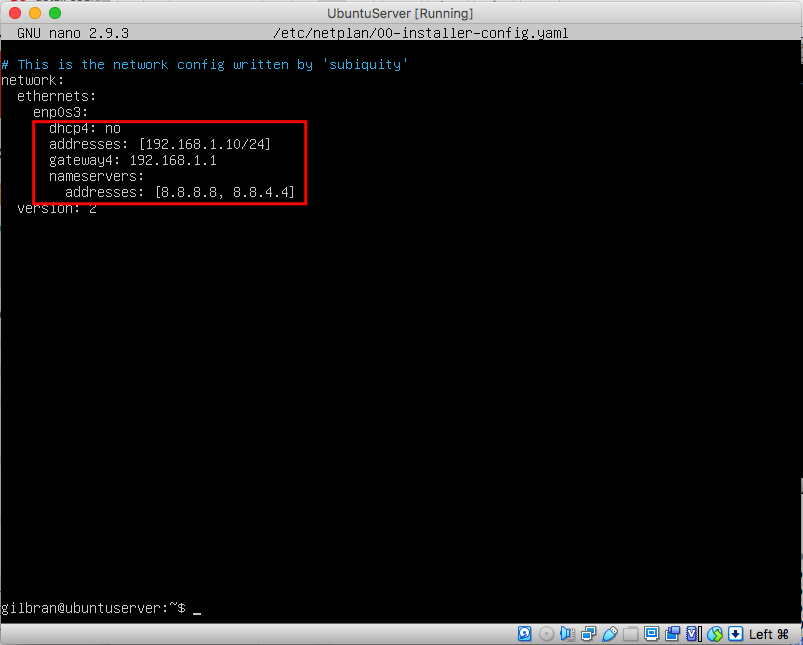 UbuntuServer [Running]
GNU nano 2.9.3 /etc/netplan/00-installer-config.yaml
# This is the network config written by 'subiquity'
network:
  ethernets:
    enp0s3:
      dhcp4: no
      addresses: [192.168.1.10/24]
      gateway4: 192.168.1.1
      nameservers:
        addresses: [8.8.8.8, 8.8.4.4]
  version: 2
gilbran@ubuntuserver:~$ _
Left ⌘